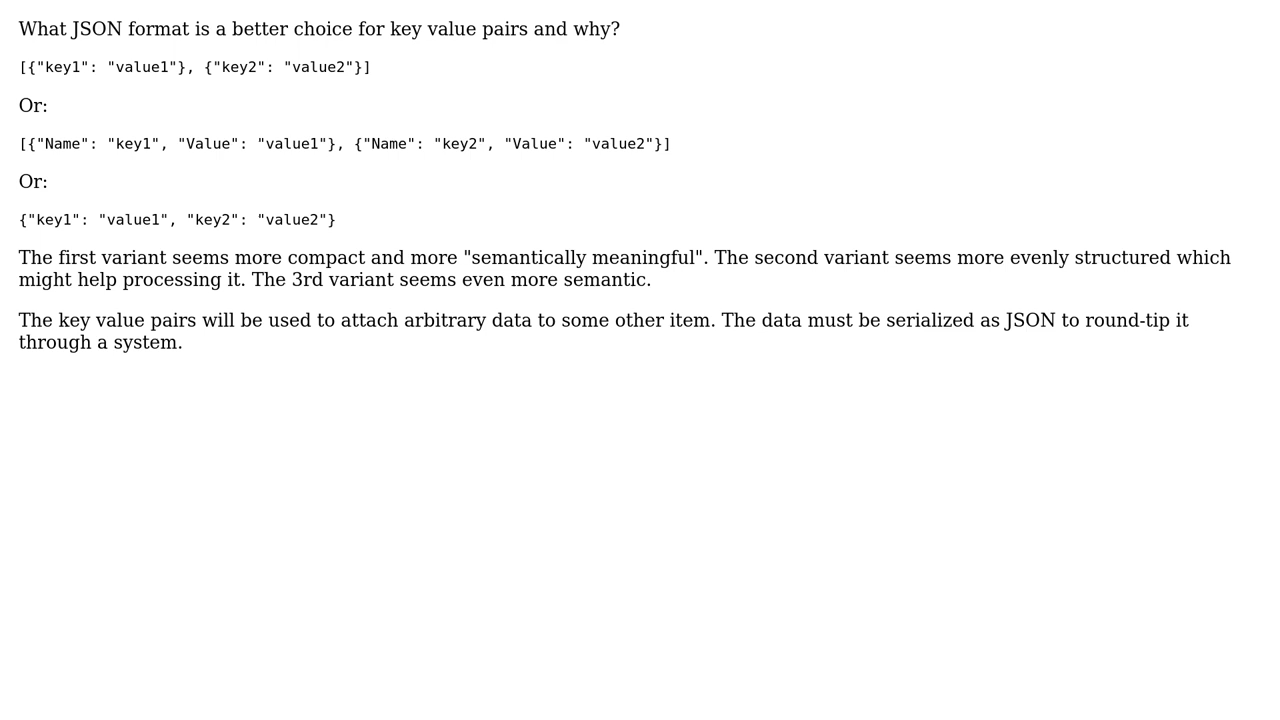 What JSON format is a better choice for key value pairs and why?
[{"key1": "value1"}, {"key2": "value2"}]
Or:
[{"Name": "key1", "Value": "value1"}, {"Name": "key2", "Value": "value2"}]
Or:
{"key1": "value1", "key2": "value2"}
The first variant seems more compact and more "semantically meaningful". The second variant seems more evenly structured which
might help processing it. The 3rd variant seems even more semantic.
The key value pairs will be used to attach arbitrary data to some other item. The data must be serialized as JSON to round-tip it
through a system.